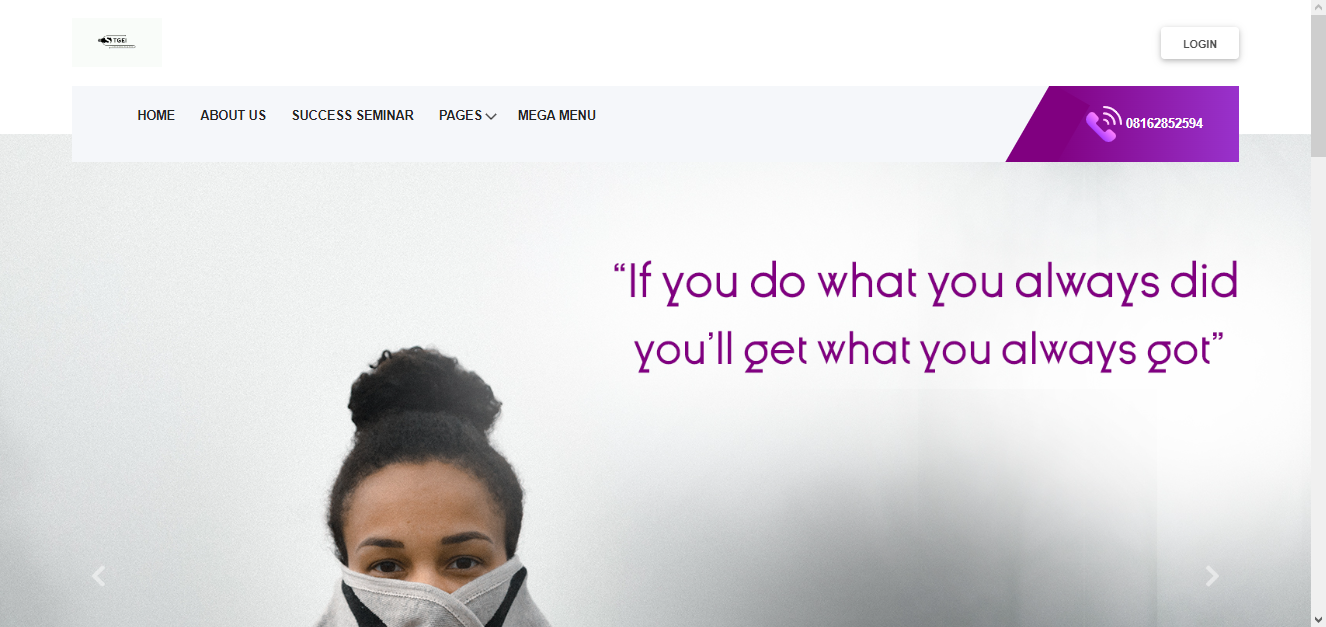 STGEI
LOGIN
HOME
ABOUT US
SUCCESS SEMINAR
PAGES
MEGA MENU
08162852594
“If you do what you always did
you’ll get what you always got”